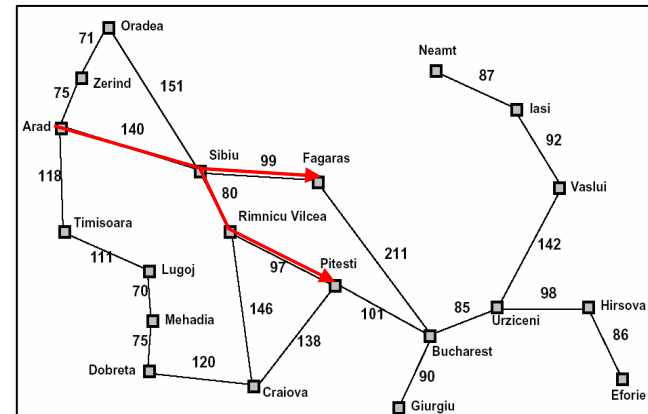 Oradea
71
Neamt
87
Zerind
75
151
Iasi
Arad
140
92
Sibiu
99
Fagaras
118
80
Vaslui
Rimnicu Vilcea
Timisoara
111
142
211
Lugoj
97
Pitesti
70
98
Hirsova
146
101
85
Urziceni
Mehadia
75
138
86
Bucharest
120
Dobreta
90
Craiova
Eforie
Giurgiu